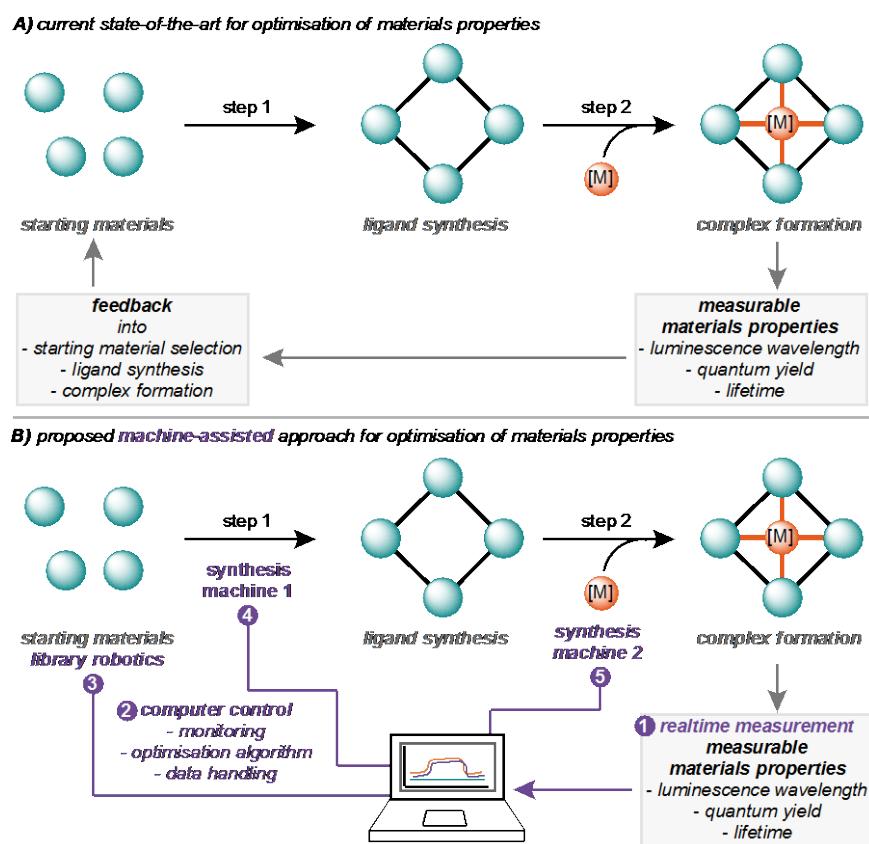 A) current state-of-the-art for optimisation of materials properties
step 1
step 2
[M]
[M]
starting materials
ligand synthesis
complex formation
feedback
into
- starting material selection
- ligand synthesis
- complex formation
measurable
materials properties
- luminescence wavelength
- quantum yield
- lifetime
B) proposed machine-assisted approach for optimisation of materials properties
step 1
step 2
[M]
[M]
synthesis
machine 1
4
starting materials
library robotics
3
ligand synthesis
synthesis
machine 2
5
complex formation
2 computer control
- monitoring
- optimisation algorithm
- data handling
1 realtime measurement
measurable
materials properties
- luminescence wavelength
- quantum yield
- lifetime